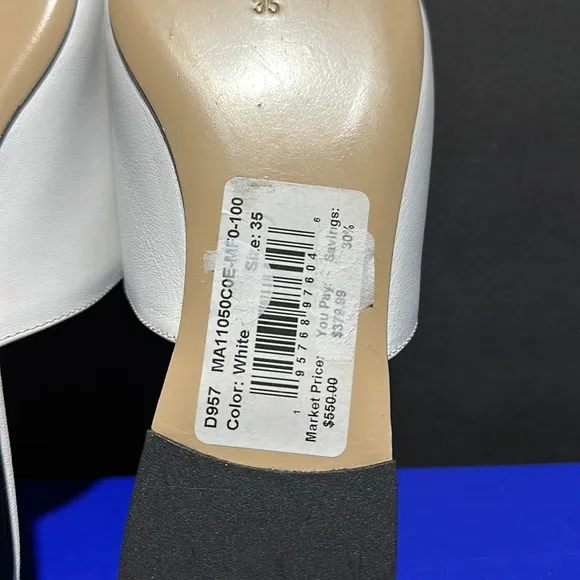 35
D957 MA11050C0E-MF0-100
Color: White Size: 35
1 95768 97604 6
Market Price: You Pay: Savings:
$550.00 $379.99 30%